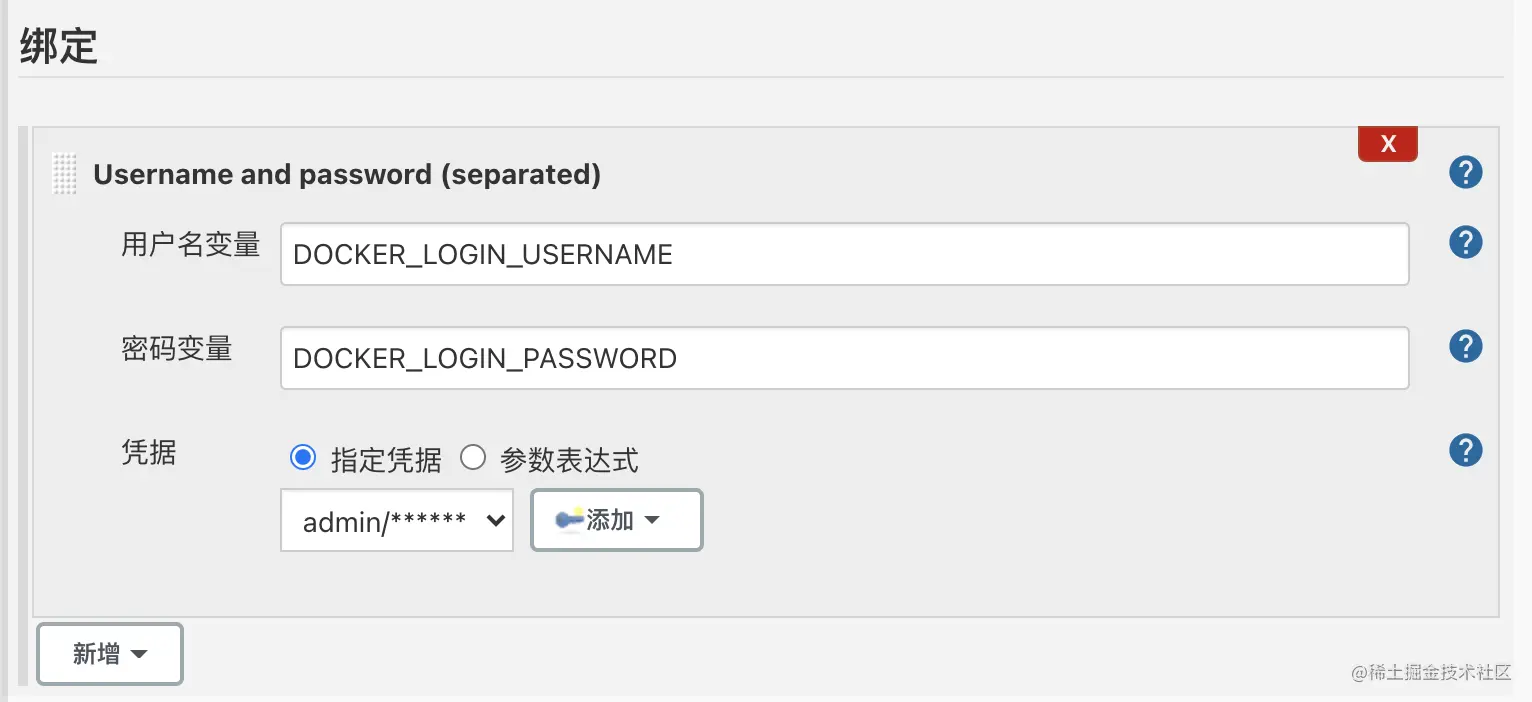 绑定
X
Username and password (separated)
?
用户名变量
DOCKER_LOGIN_USERNAME
?
密码变量
DOCKER_LOGIN_PASSWORD
?
凭据
指定凭据 参数表达式
?
admin/****** 添加
新增
@稀土掘金技术社区